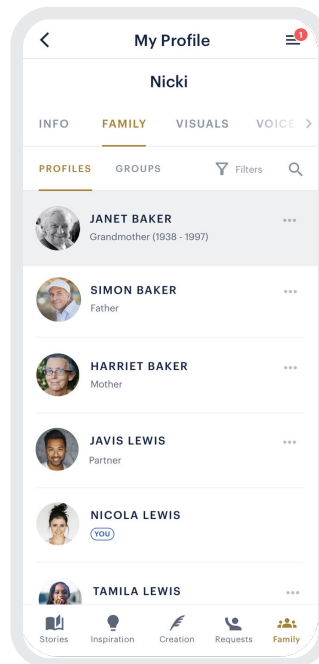 My Profile
1
Nicki
INFO FAMILY VISUALS VOICE
PROFILES GROUPS Filters
JANET BAKER
Grandmother (1938 - 1997)
SIMON BAKER
Father
HARRIET BAKER
Mother
JAVIS LEWIS
Partner
NICOLA LEWIS
YOU
TAMILA LEWIS
Stories Inspiration Creation Requests Family